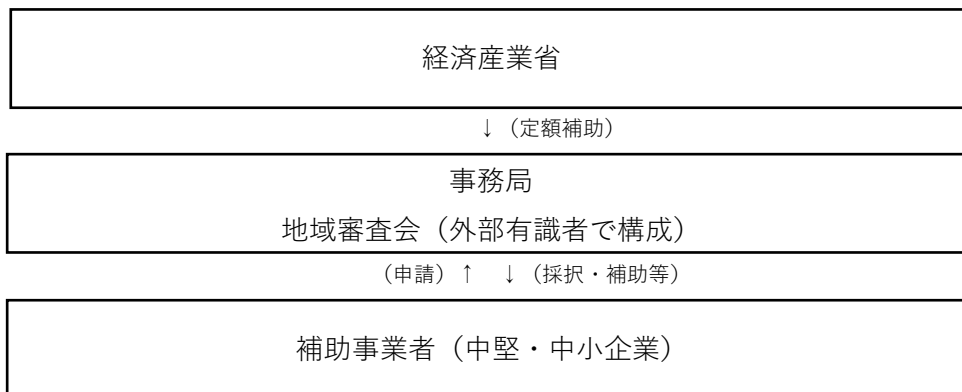 経済産業省
↓（定額補助）
事務局
地域審査会（外部有識者で構成）
（申請）↑　↓（採択・補助等）
補助事業者（中堅・中小企業）